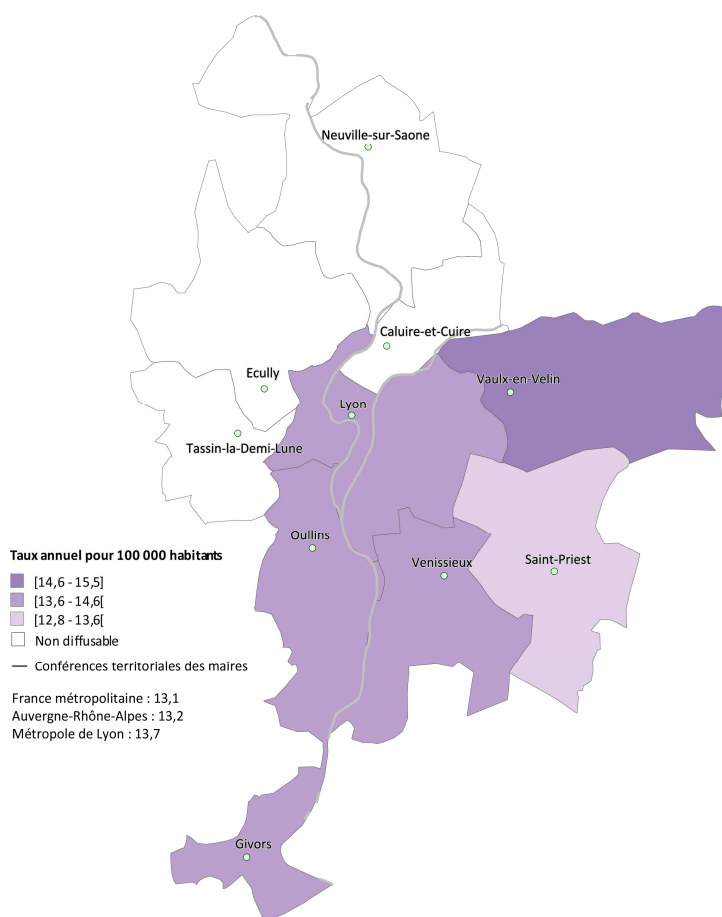 Neuville-sur-Saone
Caluire-et-Cuire
Ecully
Vaulx-en-Velin
Lyon
Tassin-la-Demi-Lune
Oullins
Venissieux
Saint-Priest
Givors
Taux annuel pour 100 000 habitants
[14,6 - 15,5]
[13,6 - 14,6[
[12,8 - 13,6[
Non diffusable
Conférences territoriales des maires
France métropolitaine : 13,1
Auvergne-Rhône-Alpes : 13,2
Métropole de Lyon : 13,7